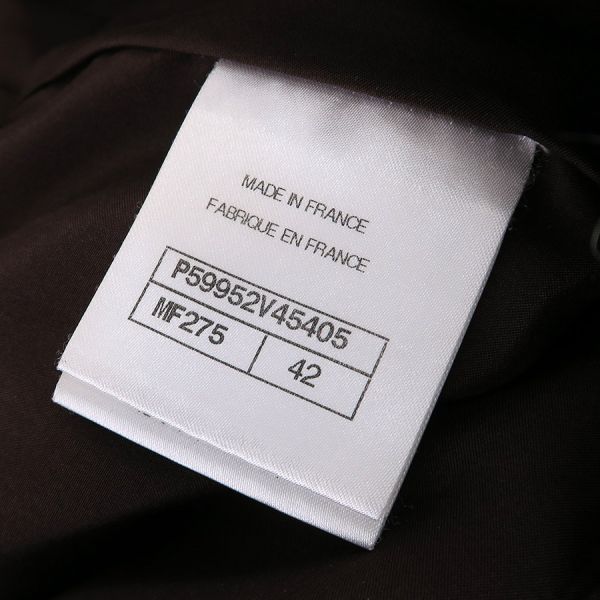 MADE IN FRANCE
FABRIQUE EN FRANCE
P59952V45405
MF275 42